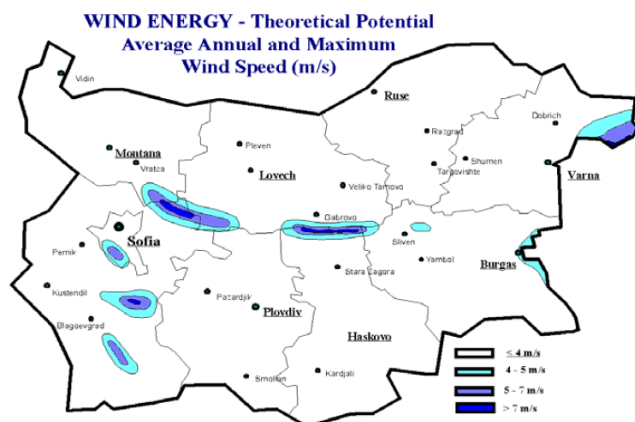 WIND ENERGY - Theoretical Potential
Average Annual and Maximum
Wind Speed (m/s)
Vidin
Ruse
Dobrich
Razgrad
Montana
Pleven
Vratca
Lovech
Targovishte
Shumen
Varna
Veliko Tarnovo
Gabrovo
Sofia
Sliven
Pernik
Yambol
Burgas
Stara Zagora
Kustendil
Pazardjik
Plovdiv
Blagoevgrad
Haskovo
Smolian
Kardjali
≤ 4 m/s
4 - 5 m/s
5 - 7 m/s
> 7 m/s